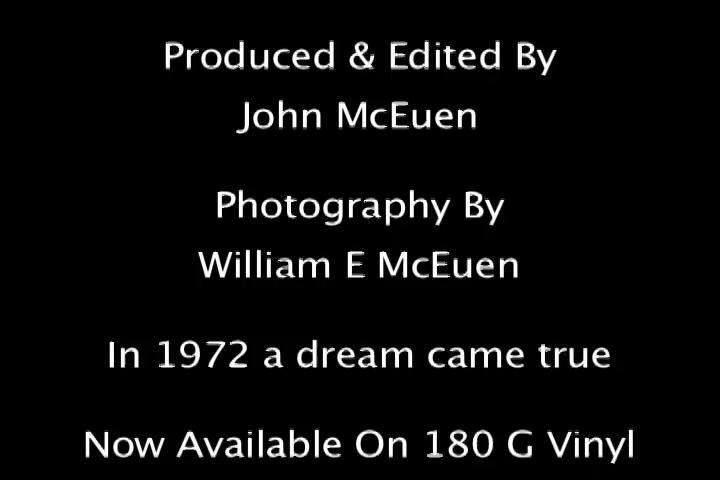 Produced & Edited By
John McEuen
Photography By
William E McEuen
In 1972 a dream came true
Now Available On 180 G Vinyl